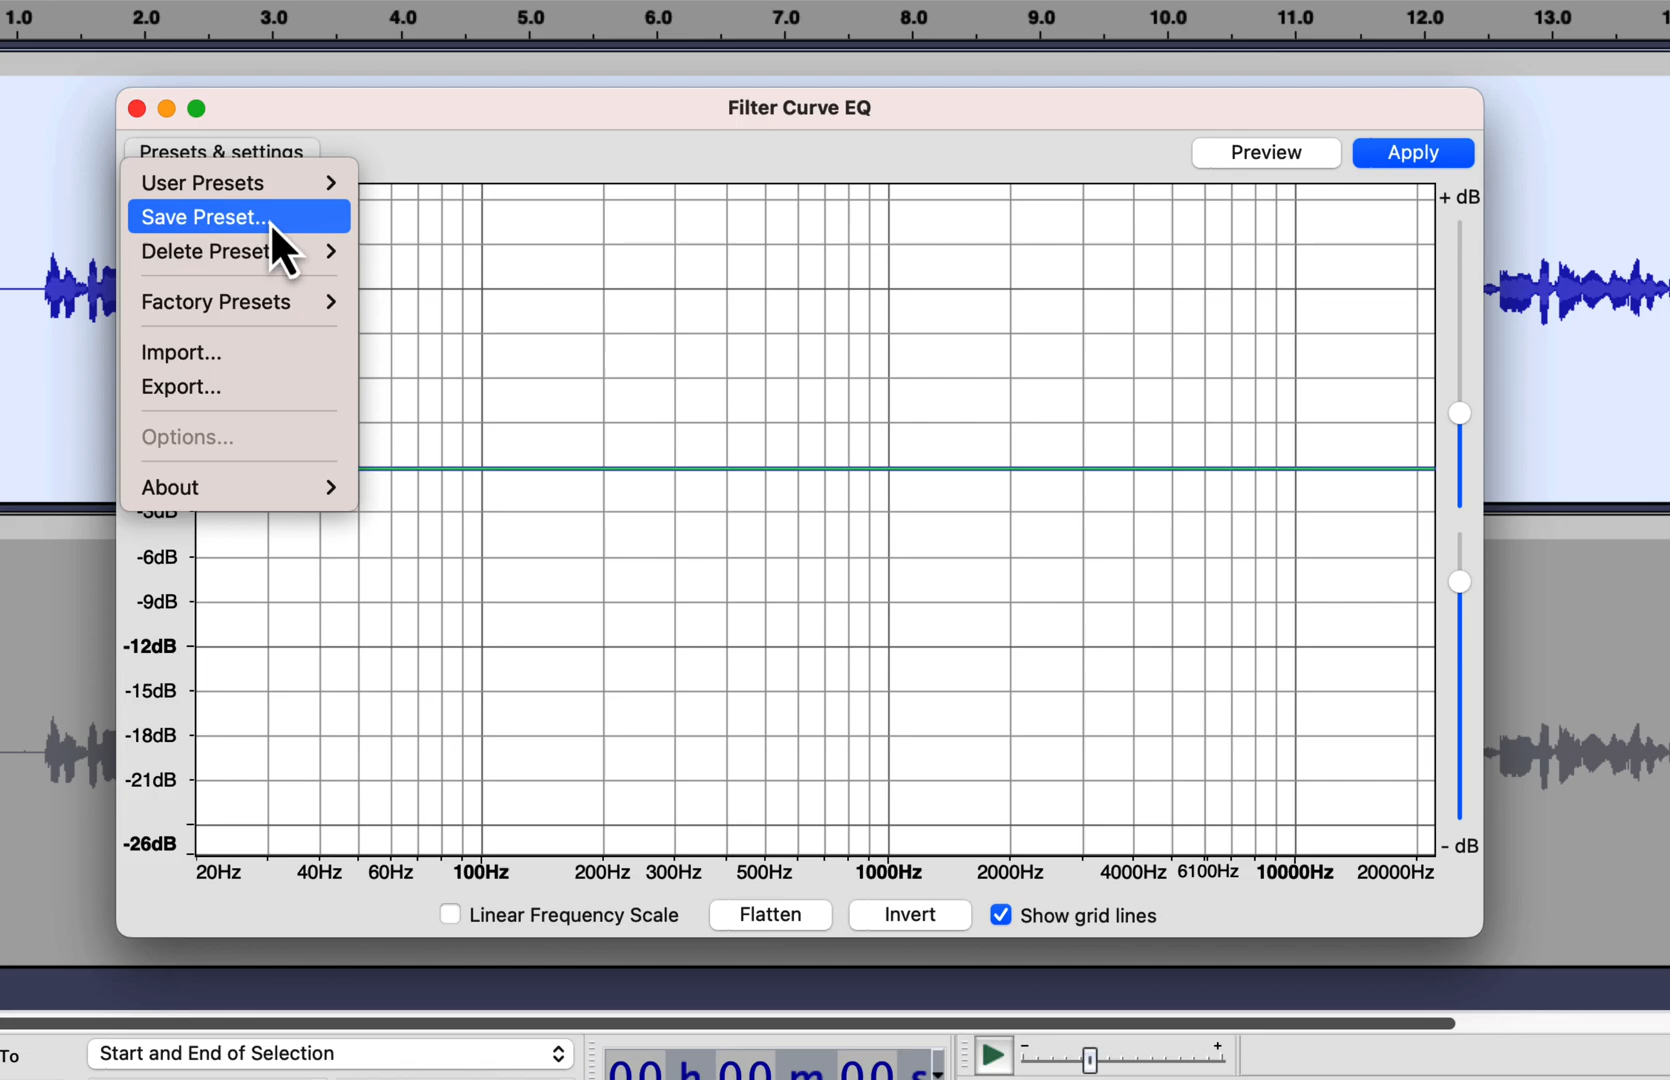 1.0 2.0 3.0 4.0 5.0 6.0 7.0 8.0 9.0 10.0 11.0 12.0 13.0
Filter Curve EQ
Presets & settings
Preview
Apply
User Presets
Save Preset...
Delete Preset
Factory Presets
Import...
Export...
Options...
About
+ dB
-3dB
-6dB
-9dB
-12dB
-15dB
-18dB
-21dB
-26dB
- dB
20Hz 40Hz 60Hz 100Hz 200Hz 300Hz 500Hz 1000Hz 2000Hz 4000Hz 6100Hz 10000Hz 20000Hz
Linear Frequency Scale
Flatten
Invert
Show grid lines
To
Start and End of Selection
00 h 00 m 00 s
- +